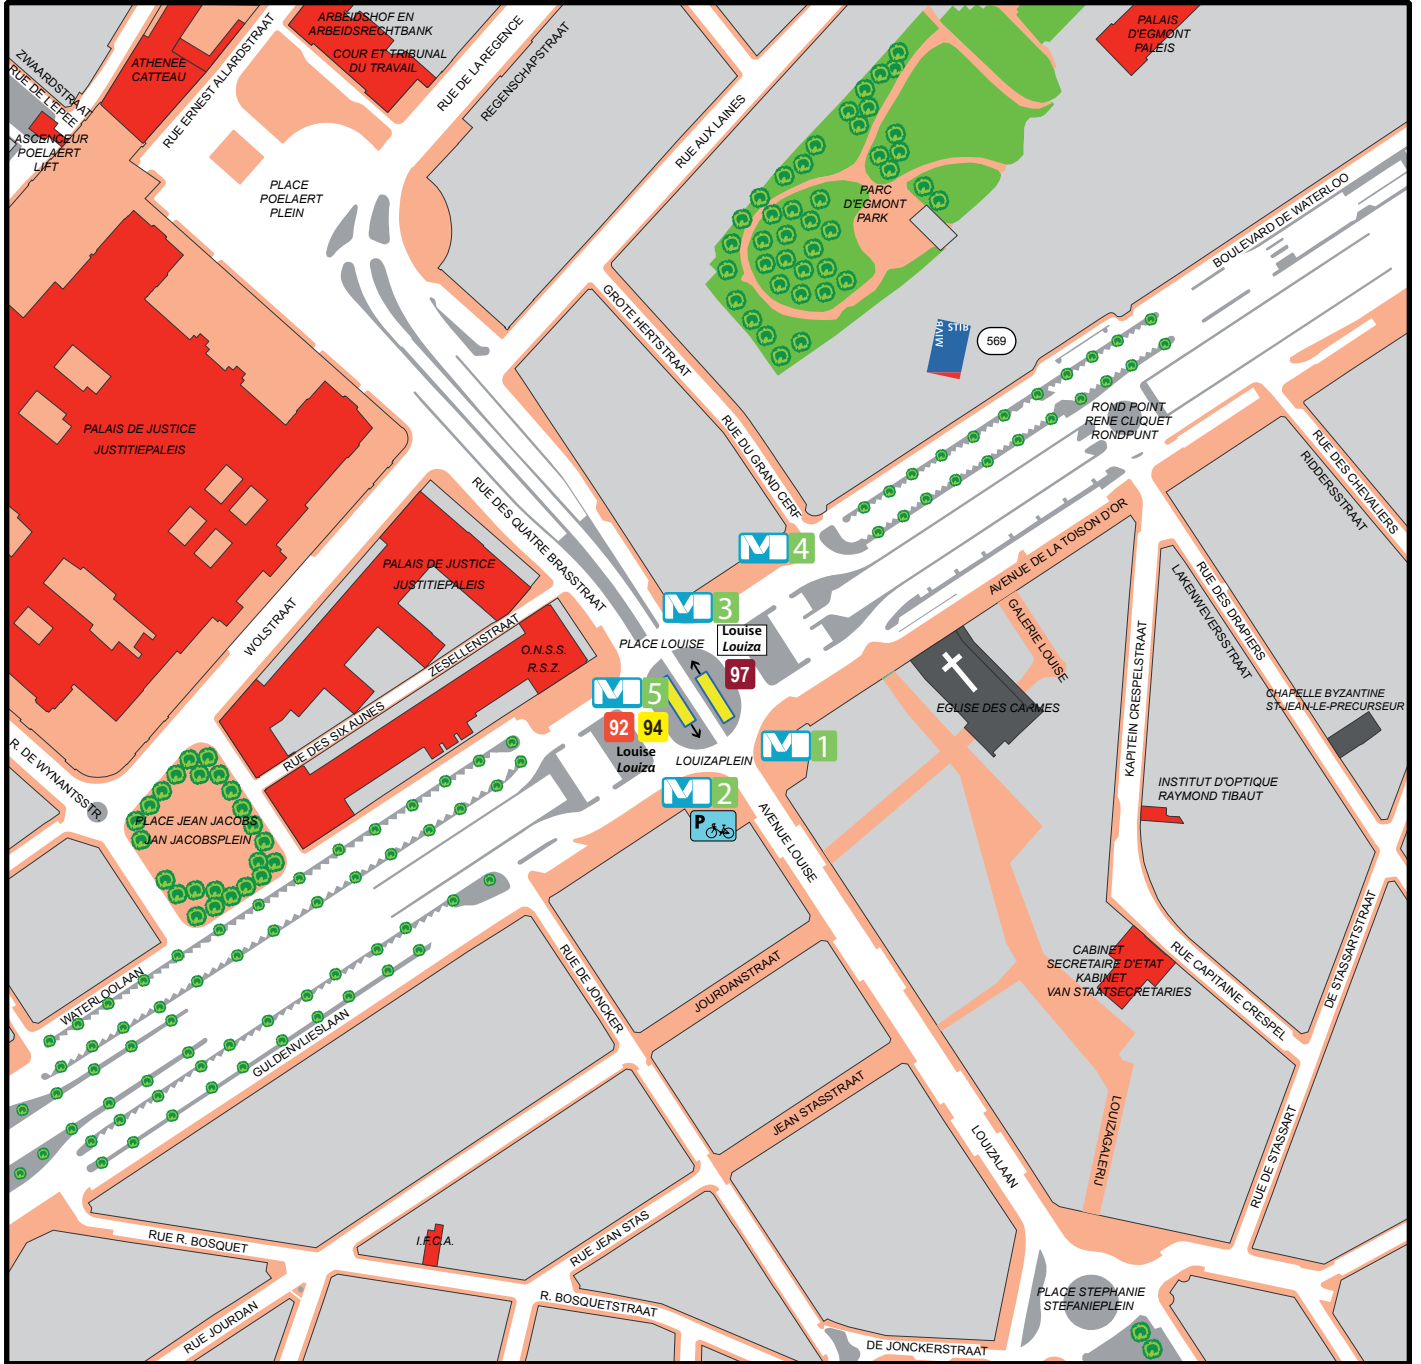 ARBEIDSHOF EN
ARBEIDSRECHTBANK
COUR ET TRIBUNAL
DU TRAVAIL
ATHENEE
CATTEAU
ZWAARDSTRAAT
RUE DE L'EPEE
ASCENCEUR
POELAERT
LIFT
RUE ERNEST ALLARDSTRAAT
RUE DE LA REGENCE
REGENSCHAPSTRAAT
RUE AUX LAINES
PALAIS
D'EGMONT
PALEIS
PLACE
POELAERT
PLEIN
PARC
D'EGMONT
PARK
BOULEVARD DE WATERLOO
GROTE HERTSTRAAT
MIVB
STIB
569
RUE DU GRAND CERF
ROND POINT
RENE CLIQUET
RONDPUNT
PALAIS DE JUSTICE
JUSTITIEPALEIS
RUE DES CHEVALIERS
RIDDERSSTRAAT
RUE DES QUATRE BRAS
STRAAT
AVENUE DE LA TOISON D'OR
PALAIS DE JUSTICE
JUSTITIEPALEIS
M 4
M 3
WOLSTRAAT
ZESELLENSTRAAT
RUE DES SIX AUNES
O.N.S.S.
R.S.Z.
PLACE LOUISE
Louise
Louiza
97
M 5
92 94
Louise
Louiza
LOUIZAPLEIN
M 1
M 2
P
GALERIE LOUISE
EGLISE DES CARMES
KAPITEIN CRESPELSTRAAT
RUE DES DRAPIERS
LAKENWEVERSSTRAAT
CHAPELLE BYZANTINE
ST-JEAN-LE-PRECURSEUR
INSTITUT D'OPTIQUE
RAYMOND TIBAUT
R. DE WYNANTSSTR
PLACE JEAN JACOBS
JAN JACOBSPLEIN
AVENUE LOUISE
WATERLOOLAAN
GULDENVLIESLAAN
RUE DE JONCKER
JOURDANSTRAAT
CABINET
SECRETAIRE D'ETAT
KABINET
VAN STAATSECRETARIES
RUE CAPITAINE CRESPEL
DE STASSARTSTRAAT
JEAN STASSTRAAT
LOUIZALAAN
LOUIZAGALERIJ
RUE DE STASSART
RUE R. BOSQUET
I.F.C.A.
RUE JEAN STAS
R. BOSQUETSTRAAT
RUE JOURDAN
PLACE STEPHANIE
STEFANIEPLEIN
DE JONCKERSTRAAT